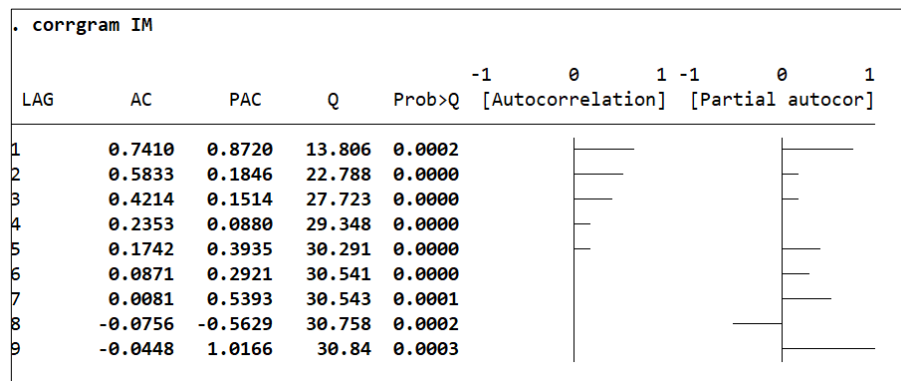 . corrgram IM
-1 0 1 -1 0 1
LAG AC PAC Q Prob>Q [Autocorrelation] [Partial autocor]
1 0.7410 0.8720 13.806 0.0002
2 0.5833 0.1846 22.788 0.0000
3 0.4214 0.1514 27.723 0.0000
4 0.2353 0.0880 29.348 0.0000
5 0.1742 0.3935 30.291 0.0000
6 0.0871 0.2921 30.541 0.0000
7 0.0081 0.5393 30.543 0.0001
8 -0.0756 -0.5629 30.758 0.0002
9 -0.0448 1.0166 30.84 0.0003